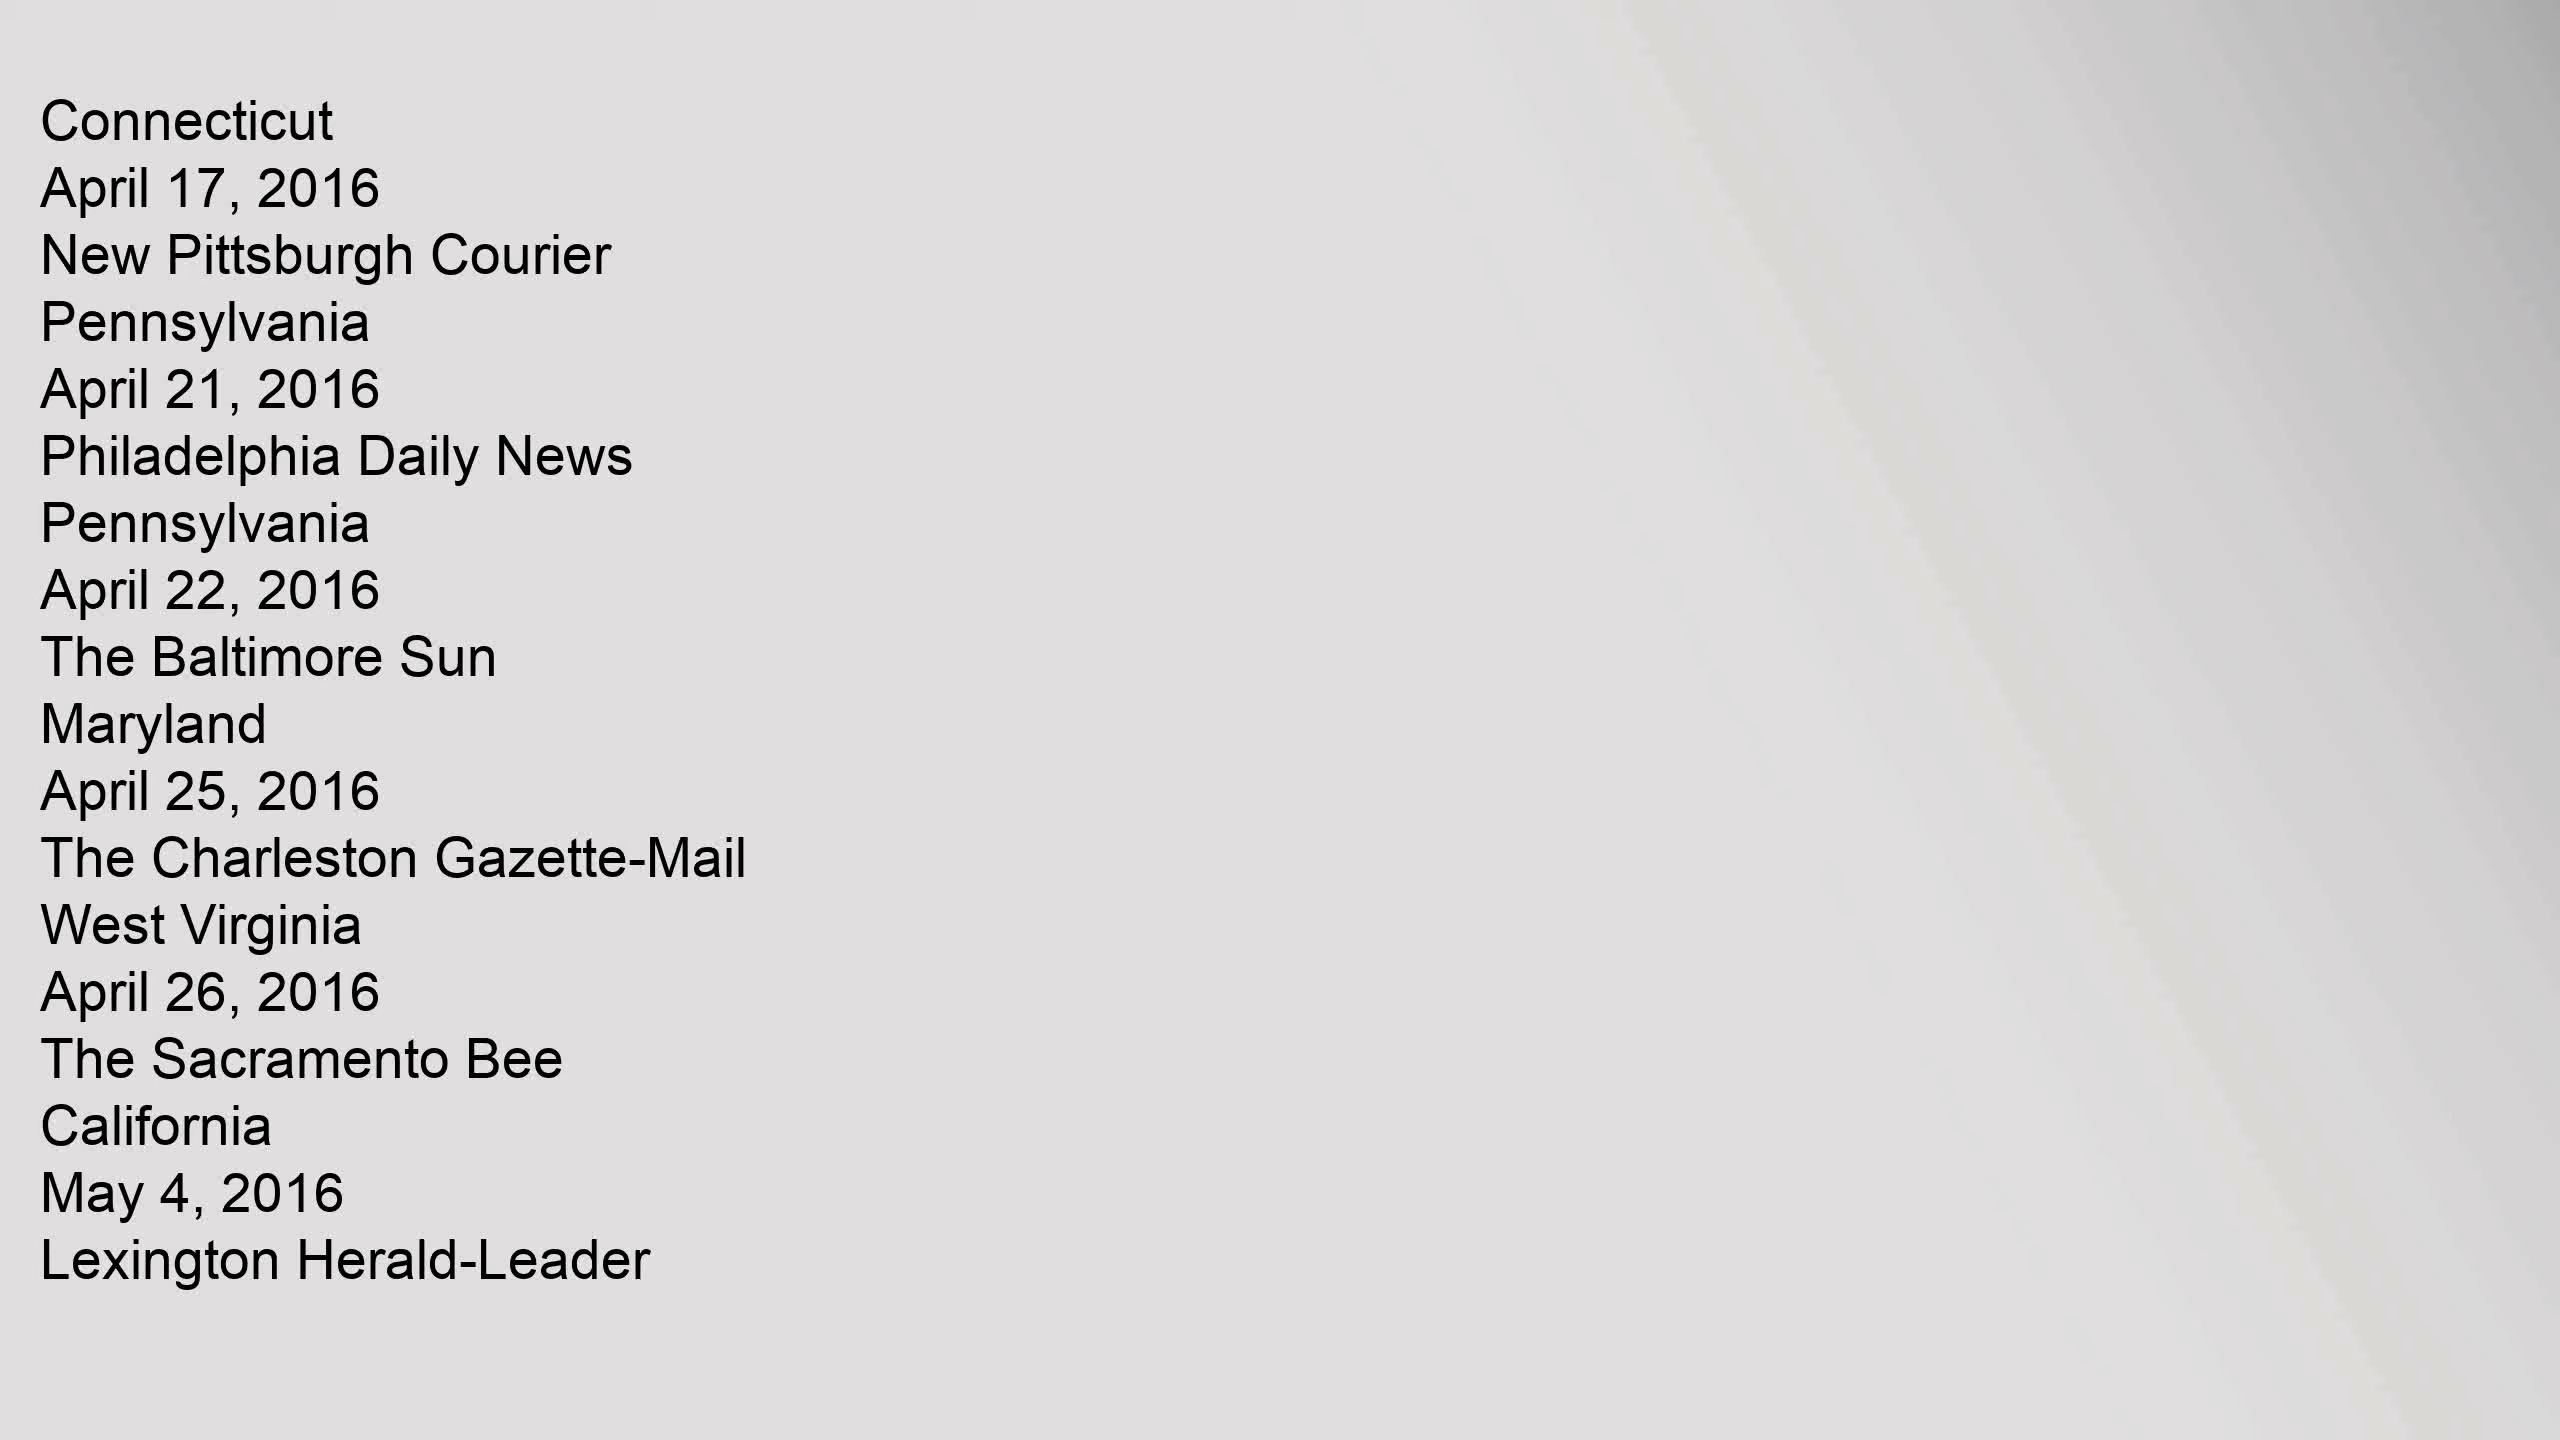 Connecticut
April 17, 2016
New Pittsburgh Courier
Pennsylvania
April 21, 2016
Philadelphia Daily News
Pennsylvania
April 22, 2016
The Baltimore Sun
Maryland
April 25, 2016
The Charleston Gazette-Mail
West Virginia
April 26, 2016
The Sacramento Bee
California
May 4, 2016
Lexington Herald-Leader